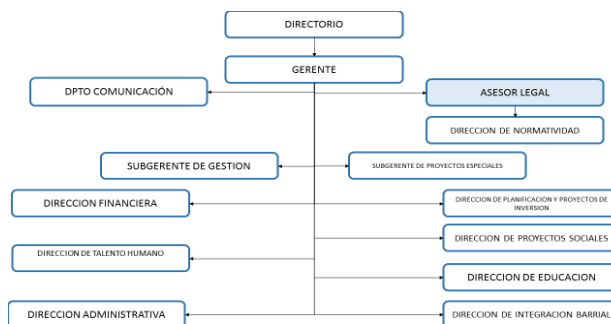 DIRECTORIO
GERENTE
DPTO COMUNICACIÓN
ASESOR LEGAL
DIRECCION DE NORMATIVIDAD
SUBGERENTE DE GESTION
SUBGERENTE DE PROYECTOS ESPECIALES
DIRECCION FINANCIERA
DIRECCION DE PLANIFICACION Y PROYECTOS DE
INVERSION
DIRECCION DE PROYECTOS SOCIALES
DIRECCION DE TALENTO HUMANO
DIRECCION DE EDUCACION
DIRECCION ADMINISTRATIVA
DIRECCION DE INTEGRACION BARRIAL